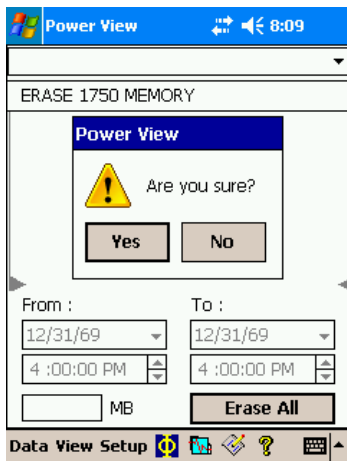 Power View 8:09
ERASE 1750 MEMORY
Power View
Are you sure?
Yes No
From : To :
12/31/69 12/31/69
4 :00:00 PM 4 :00:00 PM
MB Erase All
Data View Setup Φ ?